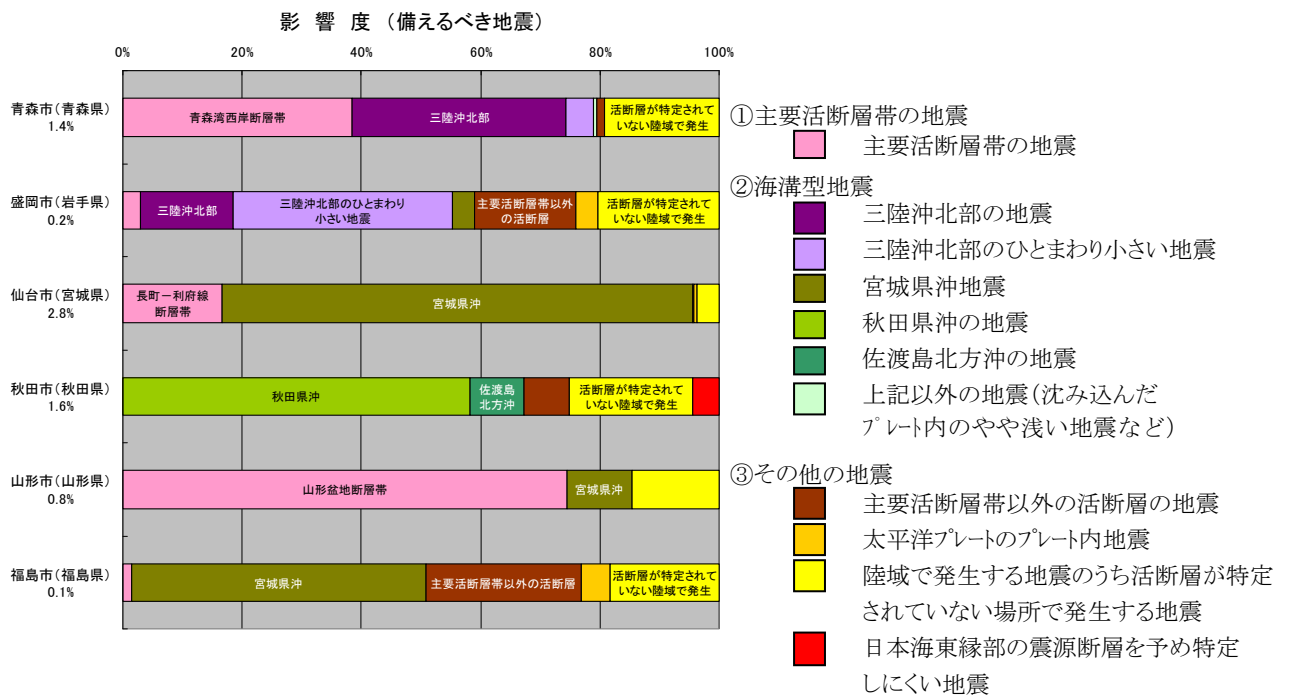 影 響 度 （備えるべき地震）
0% 20% 40% 60% 80% 100%
青森市（青森県）
1.4%
青森湾西岸断層帯
三陸沖北部
活断層が特定されて
いない陸域で発生
盛岡市（岩手県）
0.2%
三陸沖北部
三陸沖北部のひとまわり
小さい地震
主要活断層帯以外
の活断層
活断層が特定されて
いない陸域で発生
仙台市（宮城県）
2.8%
長町－利府線
断層帯
宮城県沖
秋田市（秋田県）
1.6%
秋田県沖
佐渡島
北方沖
活断層が特定されて
いない陸域で発生
山形市（山形県）
0.8%
山形盆地断層帯
宮城県沖
福島市（福島県）
0.1%
宮城県沖
主要活断層帯以外の活断層
活断層が特定されて
いない陸域で発生
①主要活断層帯の地震
主要活断層帯の地震
②海溝型地震
三陸沖北部の地震
三陸沖北部のひとまわり小さい地震
宮城県沖地震
秋田県沖の地震
佐渡島北方沖の地震
上記以外の地震（沈み込んだ
ﾌﾟﾚｰﾄ内のやや浅い地震など）
③その他の地震
主要活断層帯以外の活断層の地震
太平洋ﾌﾟﾚｰﾄのﾌﾟﾚｰﾄ内地震
陸域で発生する地震のうち活断層が特定
されていない場所で発生する地震
日本海東縁部の震源断層を予め特定
しにくい地震